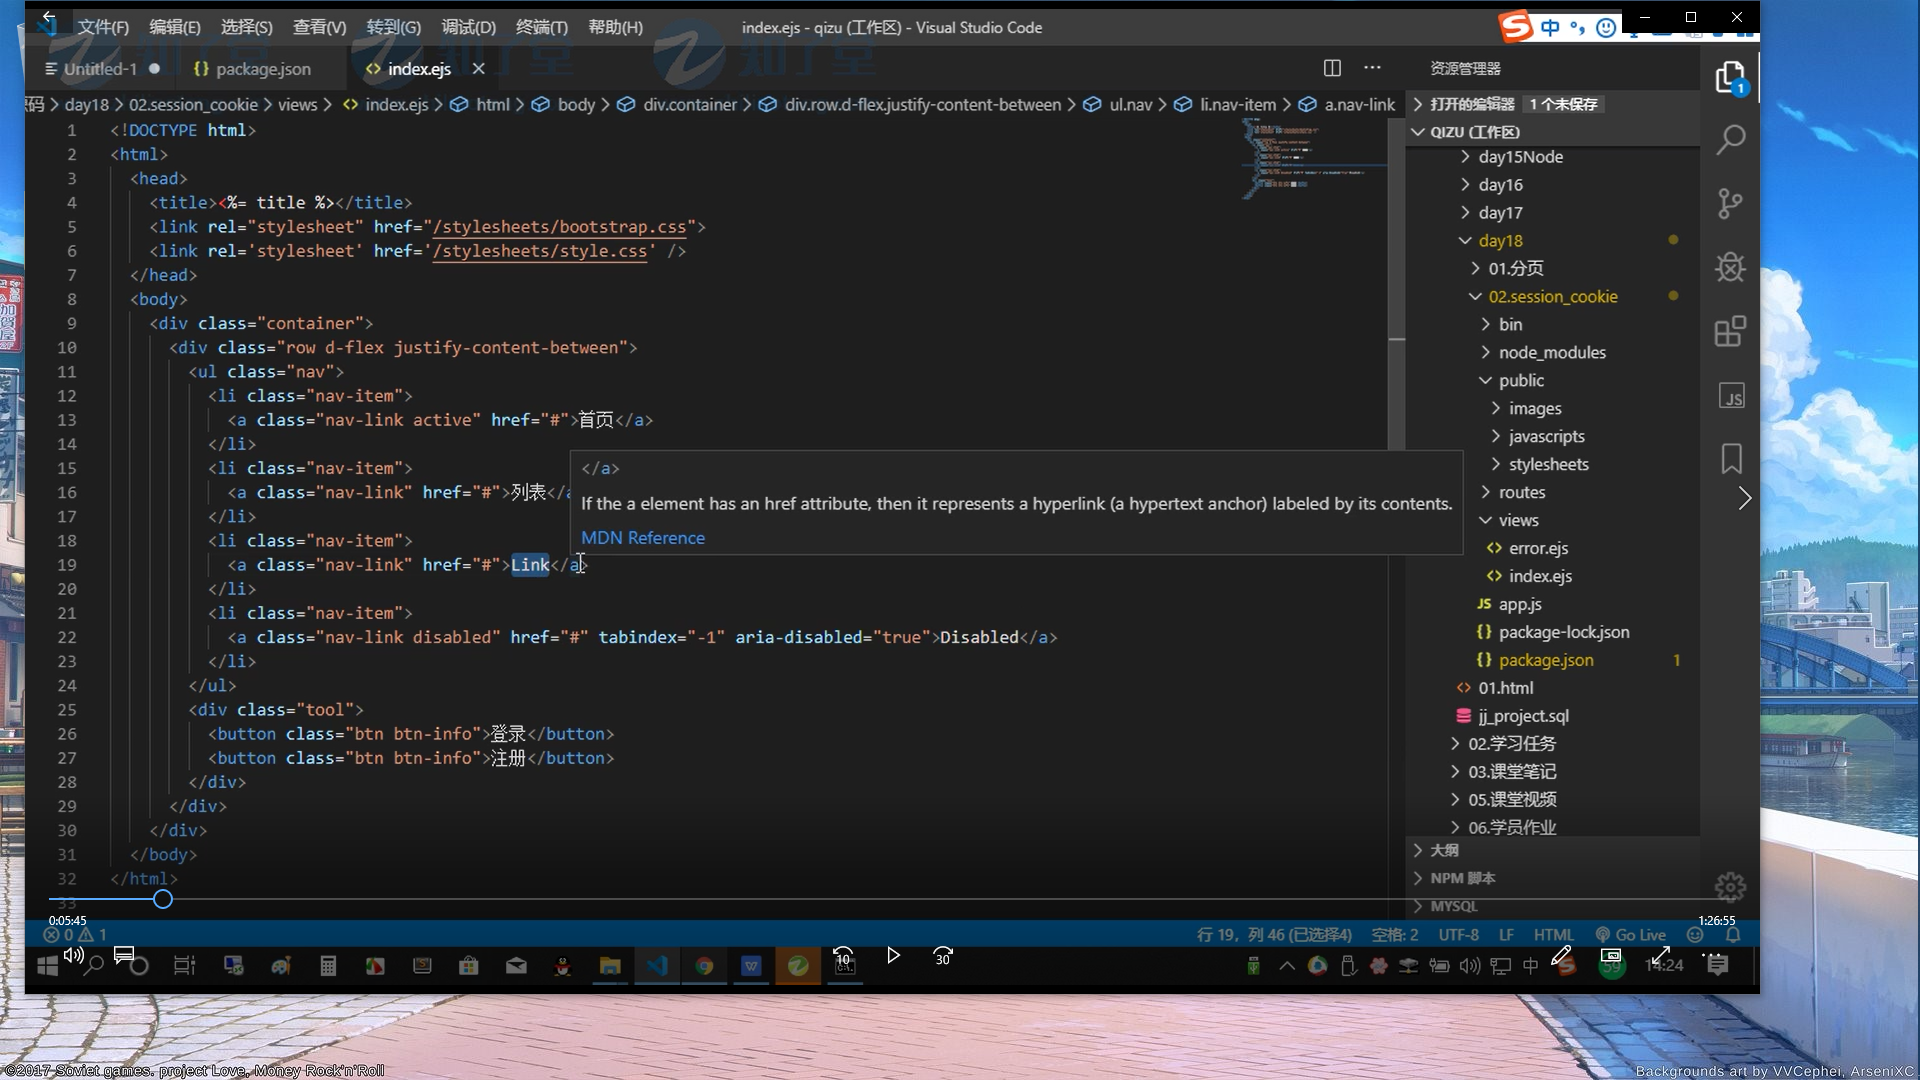 文件(F) 编辑(E) 选择(S) 查看(V) 转到(G) 调试(D) 终端(T) 帮助(H)
index.ejs - qizu (工作区) - Visual Studio Code
中
Untitled-1
{} package.json
<> index.ejs
知了堂
码 > day18 > 02.session_cookie > views > <> index.ejs > html > body > div.container > div.row.d-flex.justify-content-between > ul.nav > li.nav-item > a.nav-link
1 <!DOCTYPE html>
2 <html>
3 <head>
4 <title><%= title %></title>
5 <link rel="stylesheet" href="/stylesheets/bootstrap.css">
6 <link rel='stylesheet' href='/stylesheets/style.css' />
7 </head>
8 <body>
9 <div class="container">
10 <div class="row d-flex justify-content-between">
11 <ul class="nav">
12 <li class="nav-item">
13 <a class="nav-link active" href="#">首页</a>
14 </li>
15 <li class="nav-item">
16 <a class="nav-link" href="#">列表</a
17 </li>
18 <li class="nav-item">
19 <a class="nav-link" href="#">Link</a>
20 </li>
21 <li class="nav-item">
22 <a class="nav-link disabled" href="#" tabindex="-1" aria-disabled="true">Disabled</a>
23 </li>
24 </ul>
25 <div class="tool">
26 <button class="btn btn-info">登录</button>
27 <button class="btn btn-info">注册</button>
28 </div>
29 </div>
30 </div>
31 </body>
32 </html>
33
</a>
If the a element has an href attribute, then it represents a hyperlink (a hypertext anchor) labeled by its contents.
MDN Reference
资源管理器
打开的编辑器 1 个未保存
QIZU (工作区)
day15Node
day16
day17
day18
01.分页
02.session_cookie
bin
node_modules
public
images
javascripts
stylesheets
routes
views
<> error.ejs
<> index.ejs
JS app.js
{} package-lock.json
{} package.json 1
<> 01.html
jj_project.sql
02.学习任务
03.课堂笔记
05.课堂视频
06.学员作业
大纲
NPM 脚本
MYSQL
1
JS
0:05:45
1:26:55
0 1
行 19，列 46 (已选择4) 空格: 2 UTF-8 LF HTML Go Live
10
30
中
59
14:24
©2017 Soviet games. project Love, Money Rock'n'Roll
Backgrounds art by VVCephei, ArseniXC